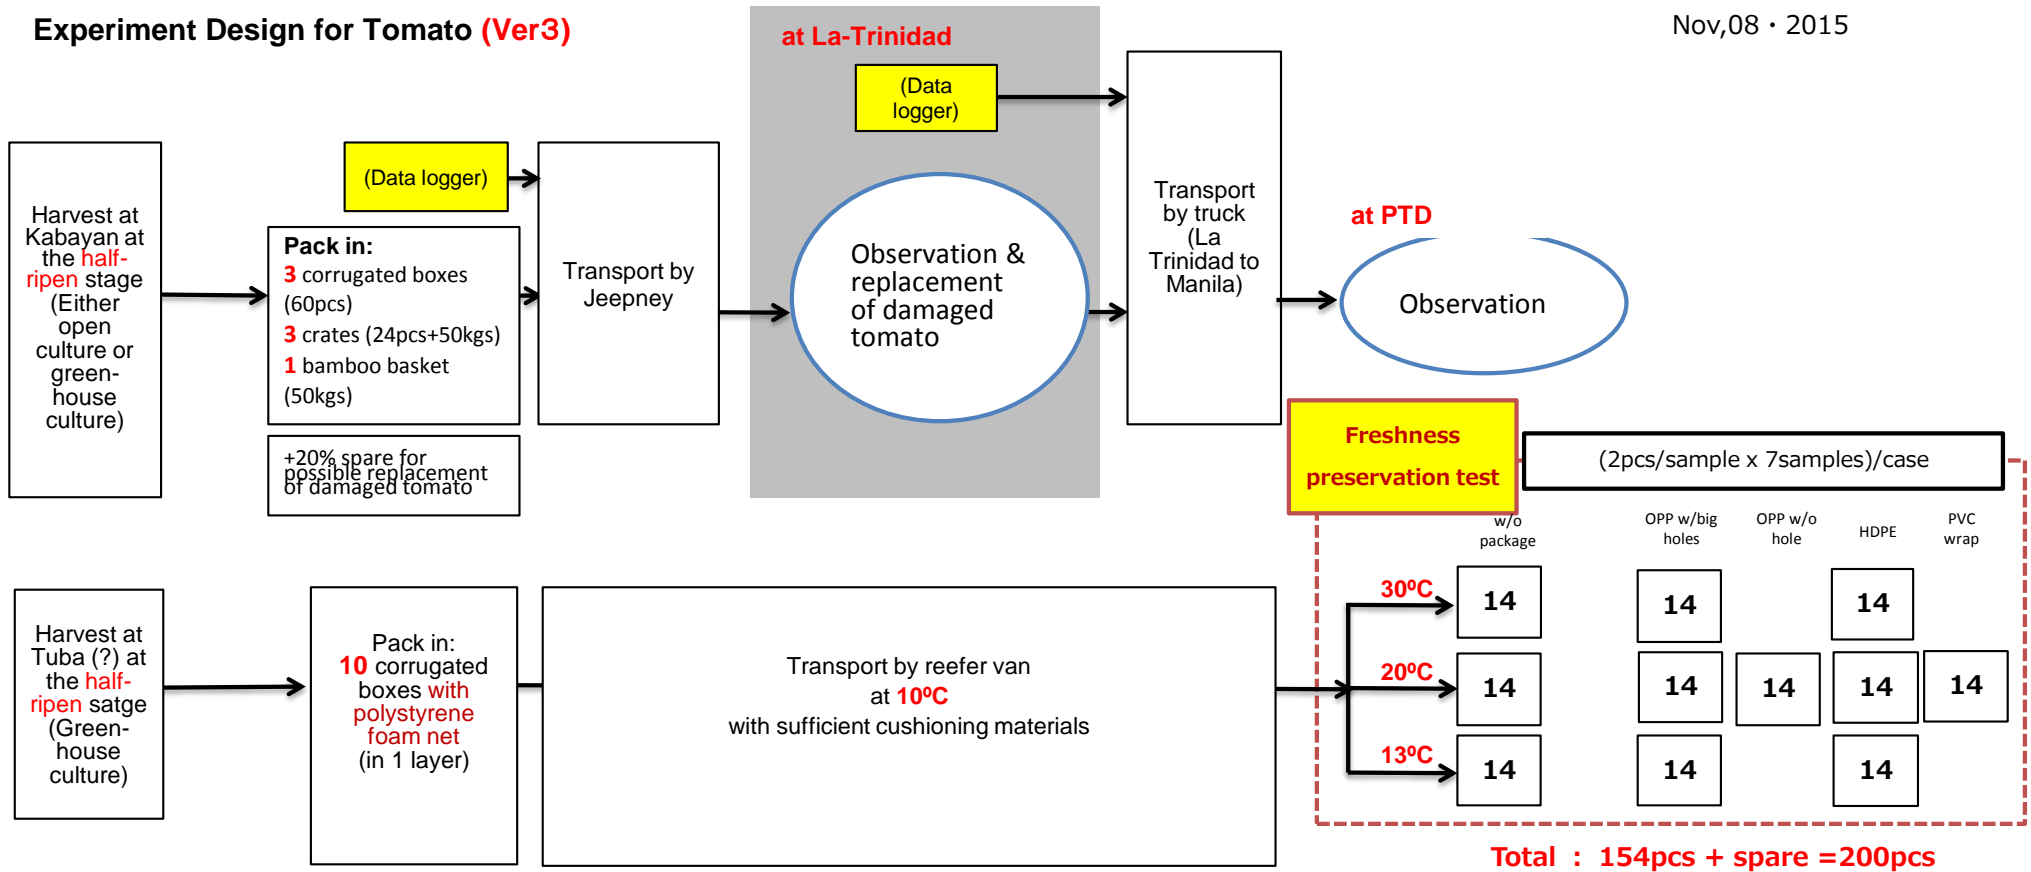 Experiment Design for Tomato (Ver3)
Nov,08・2015
at La-Trinidad
(Data
logger)
(Data logger)
Harvest at
Kabayan at
the half-
ripen stage
(Either
open
culture or
green-
house
culture)
Pack in:
3 corrugated boxes
(60pcs)
3 crates (24pcs+50kgs)
1 bamboo basket
(50kgs)
+20% spare for
possible replacement
of damaged tomato
Transport by
Jeepney
Observation &
replacement
of damaged
tomato
Transport
by truck
(La
Trinidad to
Manila)
at PTD
Observation
Freshness
preservation test
(2pcs/sample x 7samples)/case
w/o
package
OPP w/big
holes
OPP w/o
hole
HDPE
PVC
wrap
Harvest at
Tuba (?) at
the half-
ripen satge
(Green-
house
culture)
Pack in:
10 corrugated
boxes with
polystyrene
foam net
(in 1 layer)
Transport by reefer van
at 10ºC
with sufficient cushioning materials
30ºC 14 14 14
20ºC 14 14 14 14 14
13ºC 14 14 14
Total : 154pcs + spare =200pcs